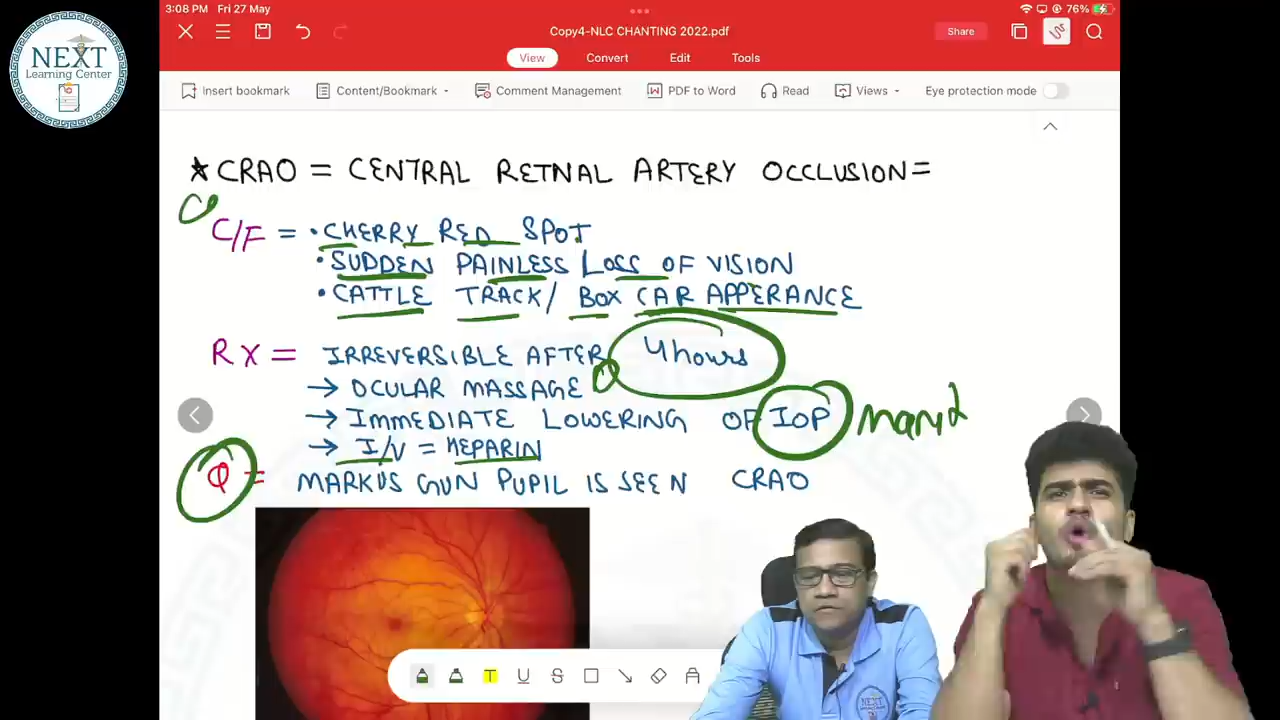 3:08 PM Fri 27 May
76%
Copy4-NLC CHANTING 2022.pdf
Share
View Convert Edit Tools
Insert bookmark Content/Bookmark Comment Management PDF to Word Read Views Eye protection mode
NEXT
Learning Center
★ CRAO = CENTRAL RETNAL ARTERY OCCLUSION =
C/F = • CHERRY RED SPOT
• SUDDEN PAINLESS LOSS OF VISION
• CATTLE TRACK/ BOX CAR APPERANCE
RX = IRREVERSIBLE AFTER 4 hours
→ OCULAR MASSAGE
→ IMMEDIATE LOWERING OF IOP
→ I/V = HEPARIN
Q = MARKUS GUN PUPIL IS SEEN CRAO
T U S